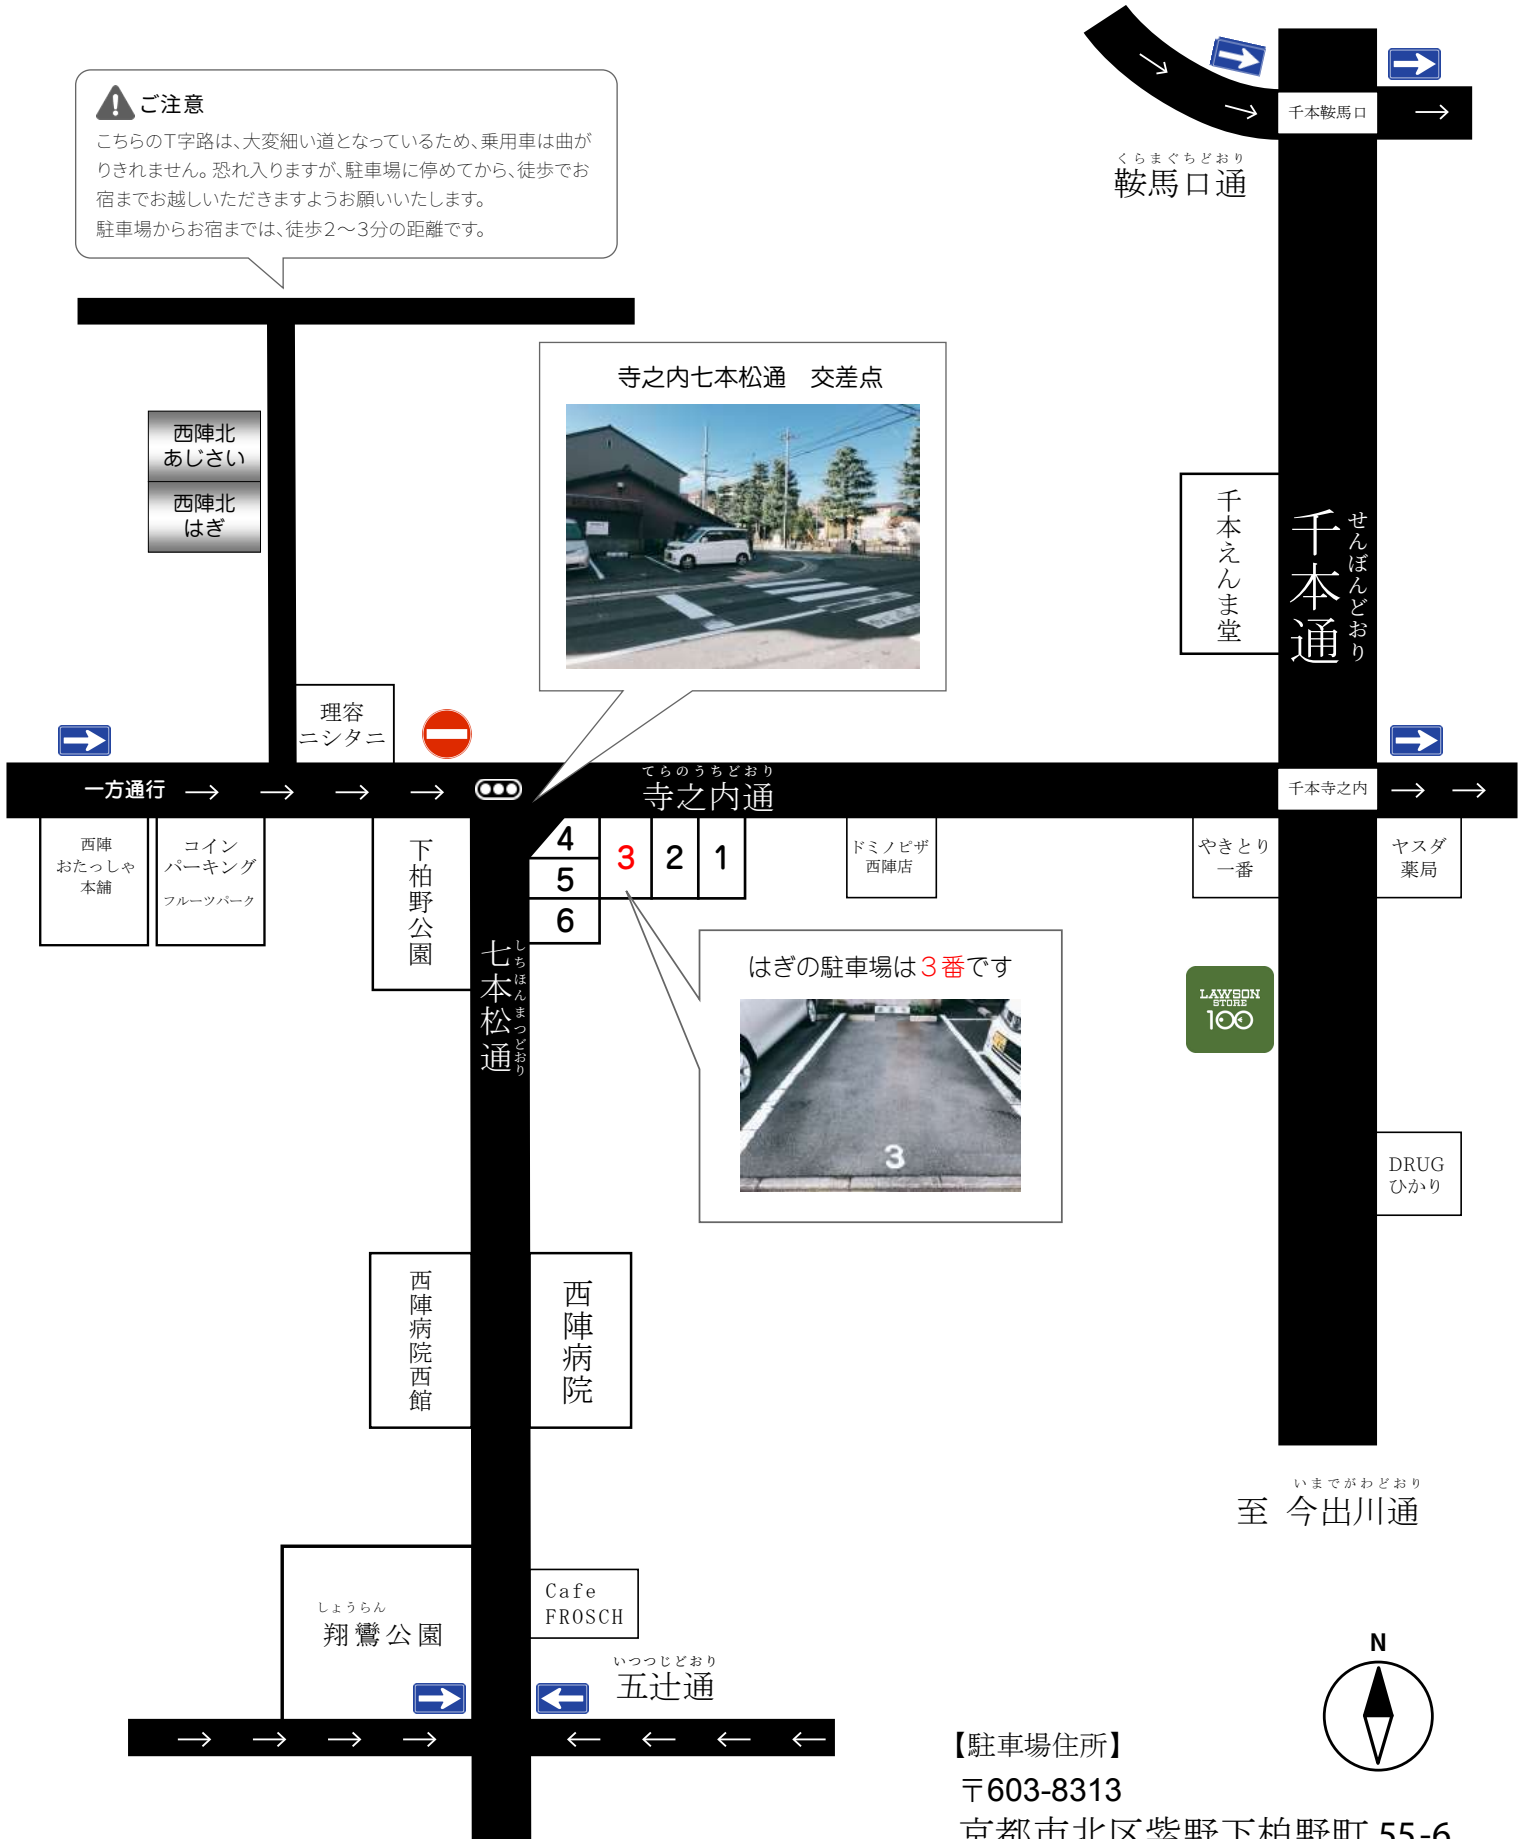 ご注意
こちらのT字路は、大変細い道となっているため、乗用車は曲が
りきれません。恐れ入りますが、駐車場に停めてから、徒歩でお
宿までお越しいただきますようお願いいたします。
駐車場からお宿までは、徒歩2〜3分の距離です。
千本鞍馬口
くらまぐちどおり
鞍馬口通
寺之内七本松通　交差点
西陣北
あじさい
西陣北
はぎ
千本えんま堂
千本通
せんぼんどおり
理容
ニシタニ
一方通行
てらのうちどおり
寺之内通
千本寺之内
西陣
おたっしゃ
本舗
コイン
パーキング
フルーツパーク
下柏野公園
4
5
6
3
2
1
ドミノピザ
西陣店
やきとり
一番
ヤスダ
薬局
七本松通
しちほんまつどおり
はぎの駐車場は3番です
3
LAWSON
STORE
100
DRUG
ひかり
西陣病院西館
西陣病院
いまでがわどおり
至 今出川通
しょうらん
翔鸞公園
Cafe
FROSCH
いつつじどおり
五辻通
N
【駐車場住所】
〒603-8313
京都市北区紫野下柏野町 55-6